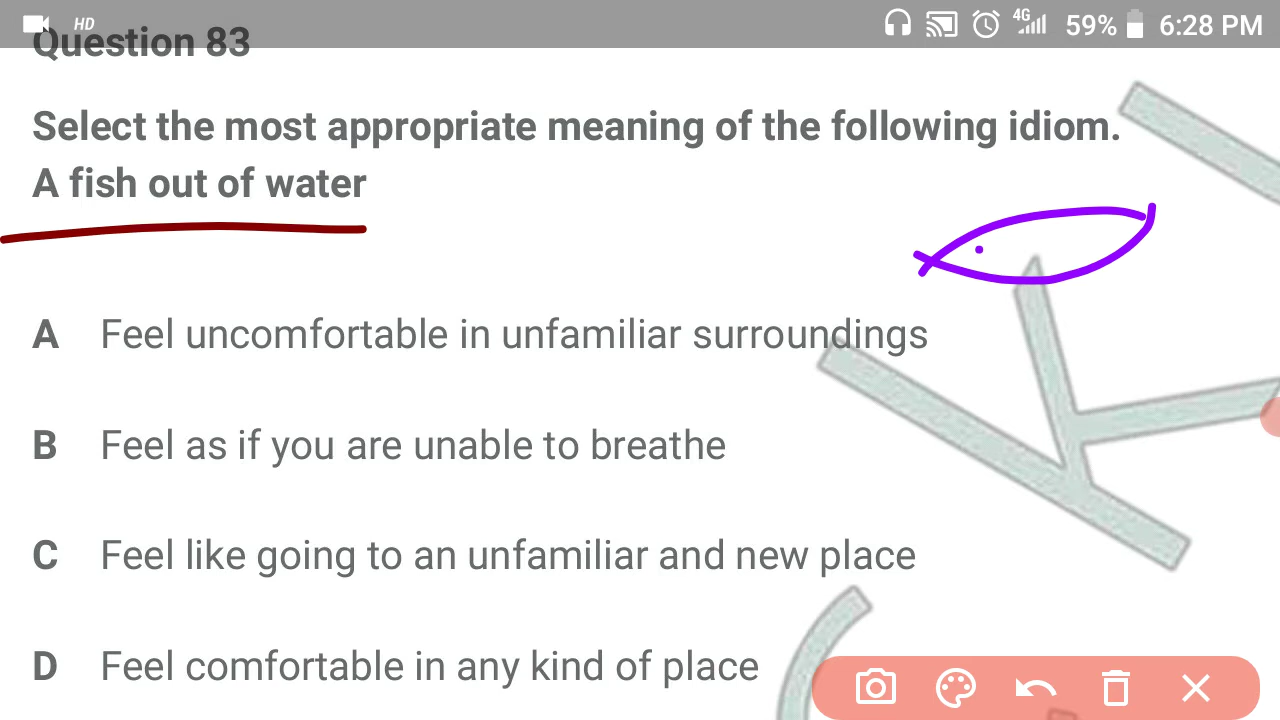 HD
4G
59%
6:28 PM
Question 83
Select the most appropriate meaning of the following idiom.
A fish out of water
A Feel uncomfortable in unfamiliar surroundings
B Feel as if you are unable to breathe
C Feel like going to an unfamiliar and new place
D Feel comfortable in any kind of place